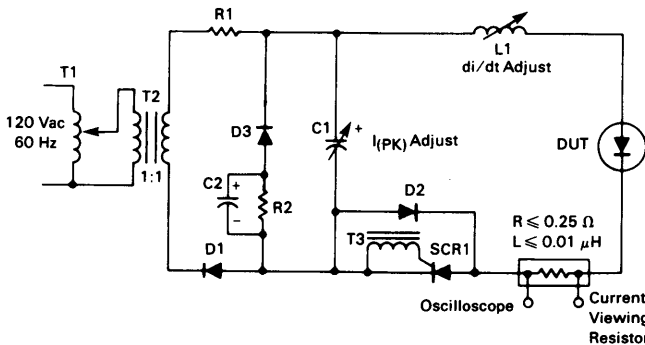 R1
L1
di/dt Adjust
T1
T2
120 Vac
60 Hz
1:1
D3
C1
+
I(PK) Adjust
DUT
C2
+
−
R2
D2
T3
SCR1
R ⩽ 0.25 Ω
L ⩽ 0.01 μH
D1
Oscilloscope
Current
Viewing
Resistor